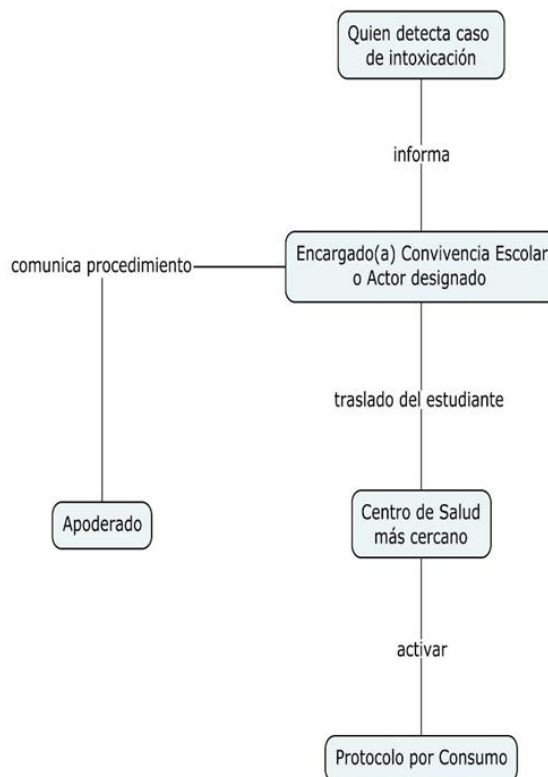 Quien detecta caso
de intoxicación
informa
Encargado(a) Convivencia Escolar
o Actor designado
comunica procedimiento
traslado del estudiante
Apoderado
Centro de Salud
más cercano
activar
Protocolo por Consumo